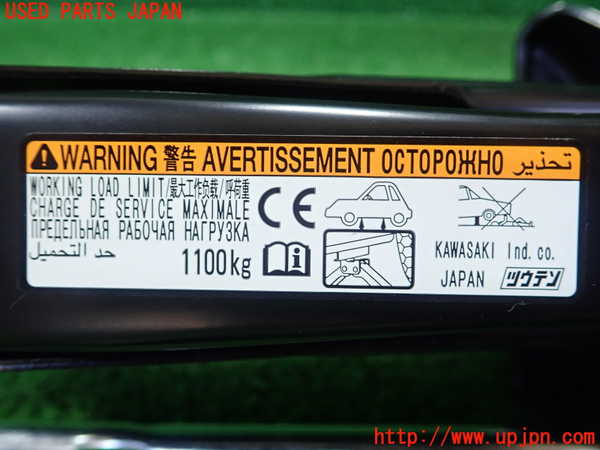 USED PARTS JAPAN
WARNING 警告 AVERTISSEMENT ОСТОРОЖНО تحذير
WORKING LOAD LIMIT/最大工作负载/呼荷重
CHARGE DE SERVICE MAXIMALE
ПРЕДЕЛЬНАЯ РАБОЧАЯ НАГРУЗКА
حد التحميل
1100kg
CE
KAWASAKI Ind. co.
JAPAN ツウテン
http://www.upjpn.com